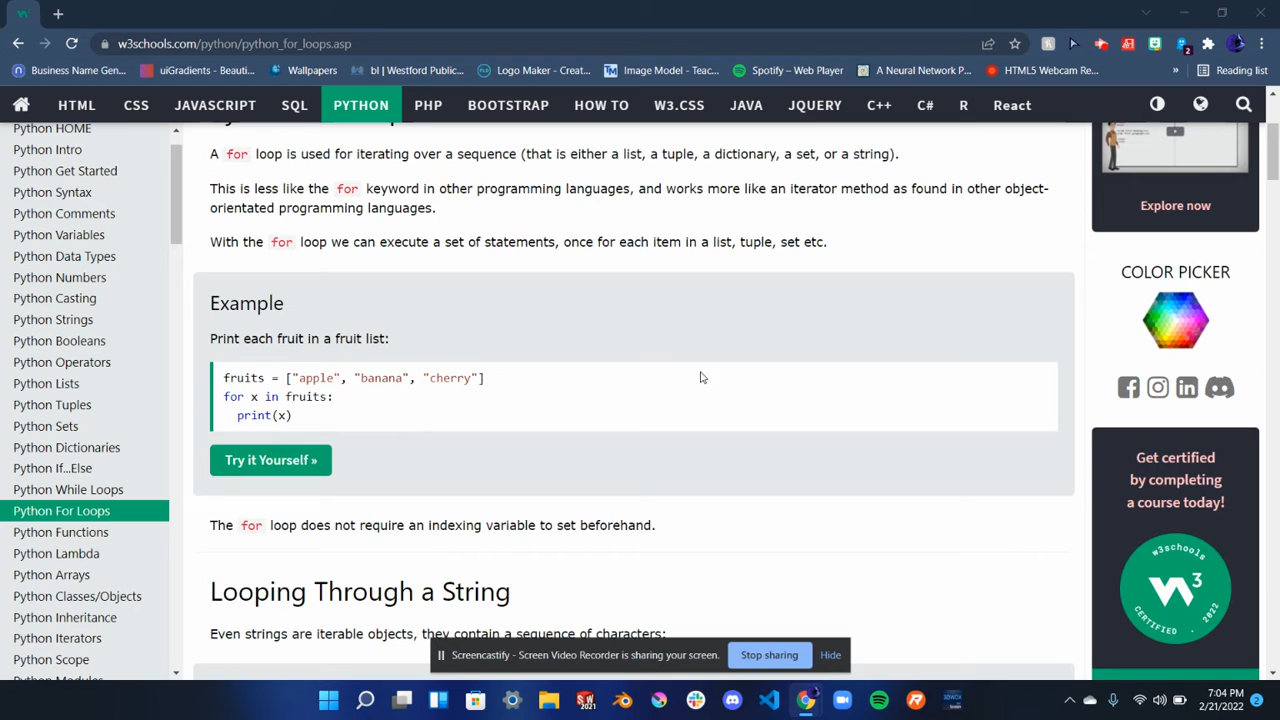 w3schools.com/python/python_for_loops.asp
2
Business Name Gen...
uiGradients - Beauti...
Wallpapers
bl | Westford Public...
Logo Maker - Creat...
Image Model - Teac...
Spotify – Web Player
A Neural Network P...
HTML5 Webcam Re...
»
Reading list
HTML
CSS
JAVASCRIPT
SQL
PYTHON
PHP
BOOTSTRAP
HOW TO
W3.CSS
JAVA
JQUERY
C++
C#
R
React
Python HOME
Python Intro
Python Get Started
Python Syntax
Python Comments
Python Variables
Python Data Types
Python Numbers
Python Casting
Python Strings
Python Booleans
Python Operators
Python Lists
Python Tuples
Python Sets
Python Dictionaries
Python If...Else
Python While Loops
Python For Loops
Python Functions
Python Lambda
Python Arrays
Python Classes/Objects
Python Inheritance
Python Iterators
Python Scope
A for loop is used for iterating over a sequence (that is either a list, a tuple, a dictionary, a set, or a string).
This is less like the for keyword in other programming languages, and works more like an iterator method as found in other object-
orientated programming languages.
With the for loop we can execute a set of statements, once for each item in a list, tuple, set etc.
Example
Print each fruit in a fruit list:
fruits = ["apple", "banana", "cherry"]
for x in fruits:
print(x)
Try it Yourself »
The for loop does not require an indexing variable to set beforehand.
Looping Through a String
Even strings are iterable objects, they contain a sequence of characters:
Explore now
COLOR PICKER
Get certified
by completing
a course today!
w3schools
W3
CERTIFIED . 2022
Screencastify - Screen Video Recorder is sharing your screen.
Stop sharing
Hide
SW
2021
7:04 PM
2/21/2022
2